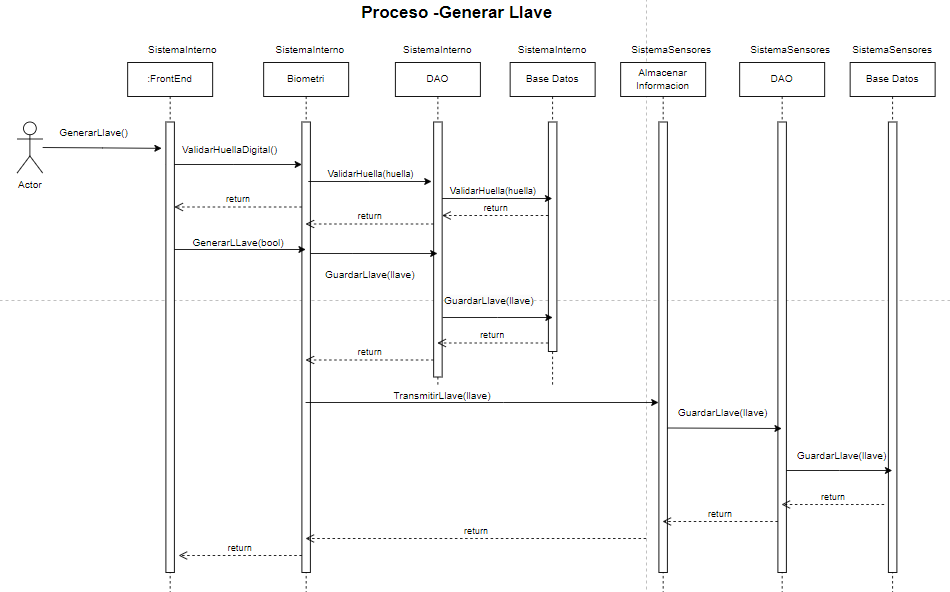 Proceso -Generar Llave
SistemaInterno
SistemaInterno
SistemaInterno
SistemaInterno
SistemaSensores
SistemaSensores
SistemaSensores
:FrontEnd
Biometri
DAO
Base Datos
Almacenar
Informacion
DAO
Base Datos
GenerarLlave()
Actor
ValidarHuellaDigital()
ValidarHuella(huella)
ValidarHuella(huella)
return
return
return
GenerarLLave(bool)
GuardarLlave(llave)
GuardarLlave(llave)
return
return
TransmitirLlave(llave)
GuardarLlave(llave)
GuardarLlave(llave)
return
return
return
return